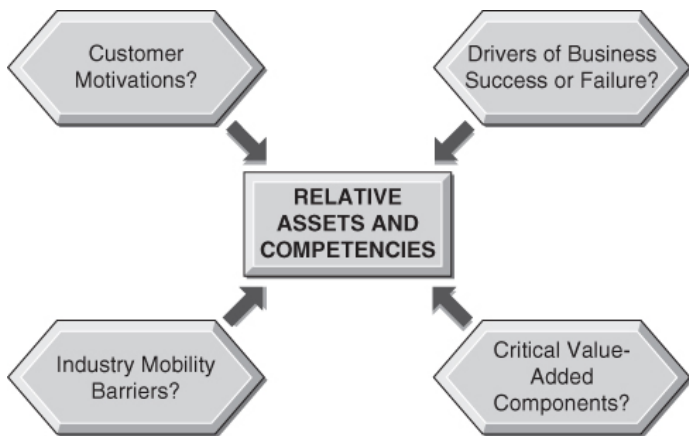 Customer
Motivations?
Drivers of Business
Success or Failure?
RELATIVE
ASSETS AND
COMPETENCIES
Industry Mobility
Barriers?
Critical Value-
Added
Components?